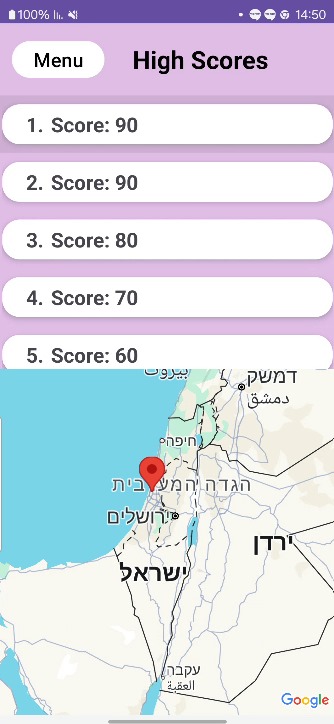 100%
14:50
Menu
High Scores
1. Score: 90
2. Score: 90
3. Score: 80
4. Score: 70
5. Score: 60
בירות
דמשק
دمشق
חיפה
הגדה המערבית
ירושלים
ירדן
ישראל
עקבה
العقبة
Google